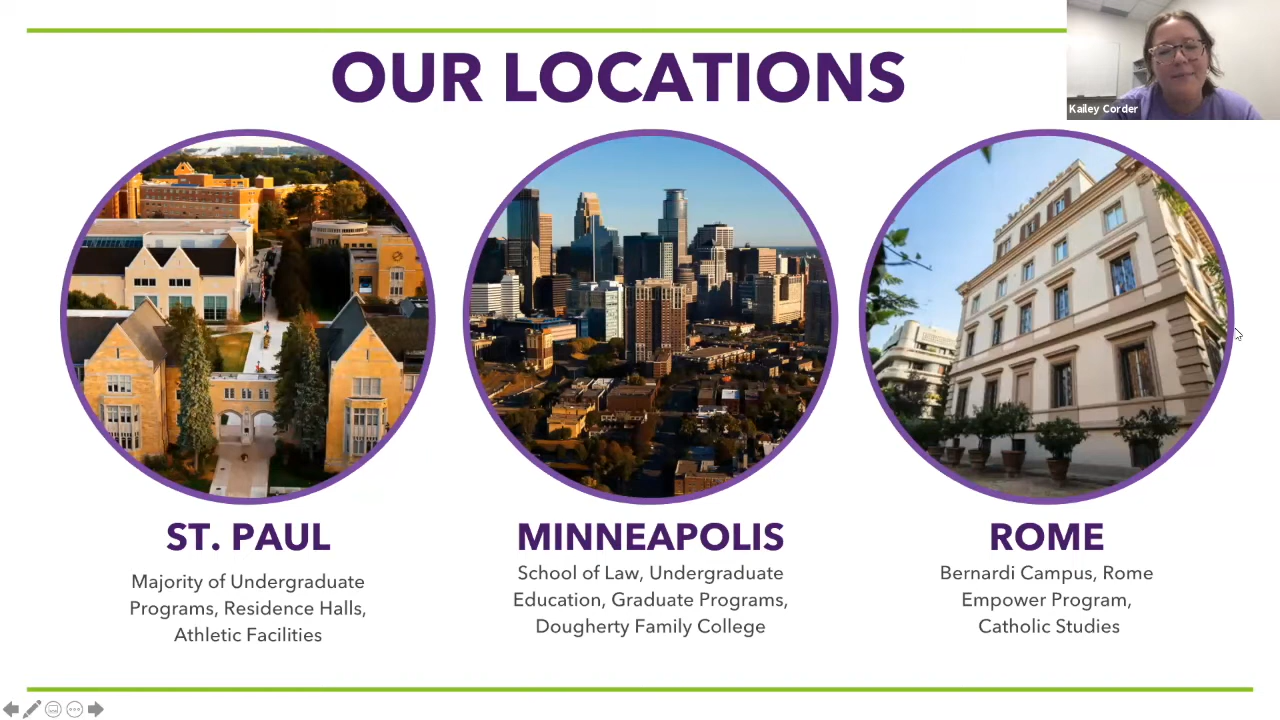 OUR LOCATIONS
Kailey Corder
ST. PAUL
Majority of Undergraduate
Programs, Residence Halls,
Athletic Facilities
MINNEAPOLIS
School of Law, Undergraduate
Education, Graduate Programs,
Dougherty Family College
ROME
Bernardi Campus, Rome
Empower Program,
Catholic Studies